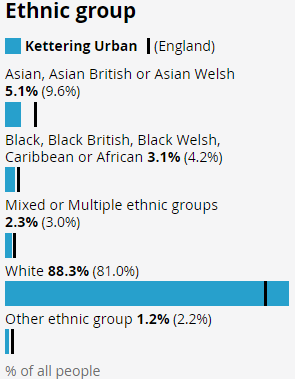 Ethnic group
Kettering Urban (England)
Asian, Asian British or Asian Welsh
5.1% (9.6%)
Black, Black British, Black Welsh,
Caribbean or African 3.1% (4.2%)
Mixed or Multiple ethnic groups
2.3% (3.0%)
White 88.3% (81.0%)
Other ethnic group 1.2% (2.2%)
% of all people